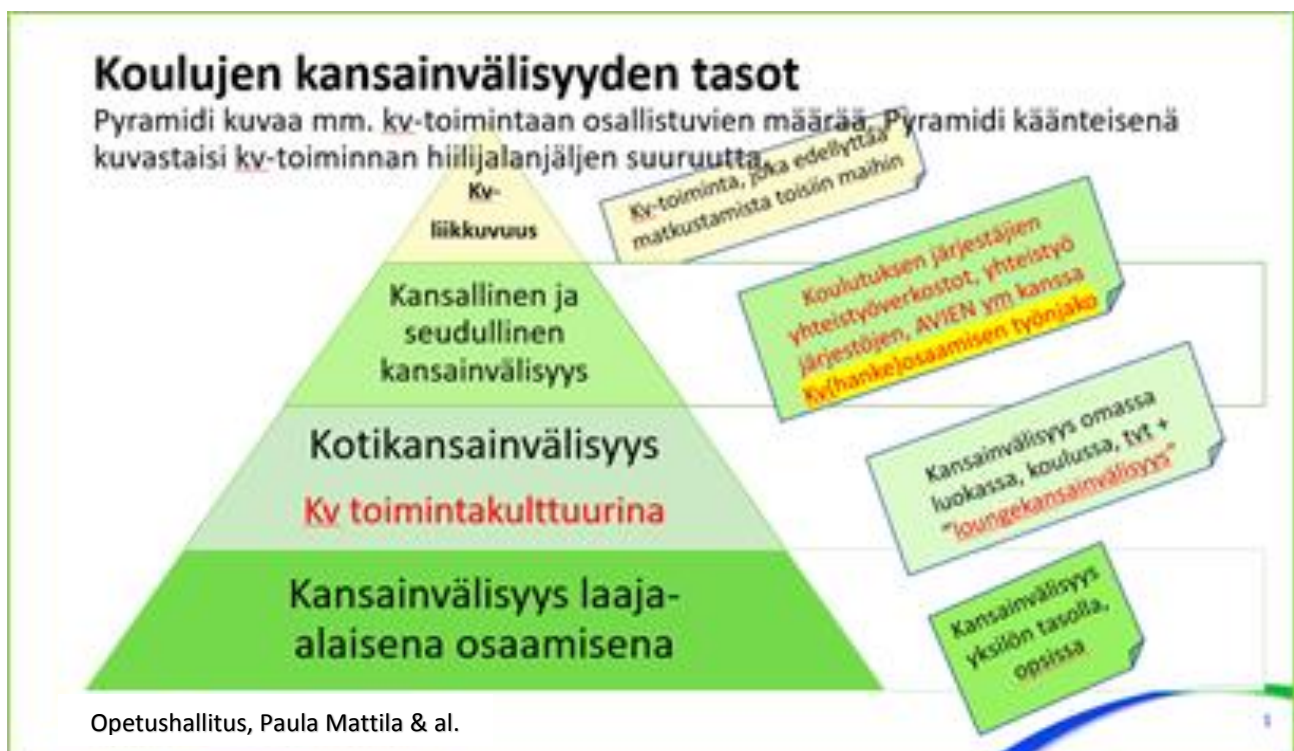 Koulujen kansainvälisyyden tasot
Pyramidi kuvaa mm. kv-toimintaan osallistuvien määrää. Pyramidi käänteisenä
kuvastaisi kv-toiminnan hiilijalanjäljen suuruutta.
Kv-
liikkuvuus
Kv-toiminta, joka edellyttää
matkustamista toisiin maihin
Kansallinen ja
seudullinen
kansainvälisyys
Koulutuksen järjestäjien
yhteistyöverkostot, yhteistyö
järjestöjen, AVIEN ym kanssa
Kv(hanke)osaamisen työnjako
Kotikansainvälisyys
Kv toimintakulttuurina
Kansainvälisyys omassa
luokassa, koulussa, tvt +
"loungekansainvälisyys"
Kansainvälisyys laaja-
alaisena osaamisena
Kansainvälisyys
yksilön tasolla,
opsissa
Opetushallitus, Paula Mattila & al.
1